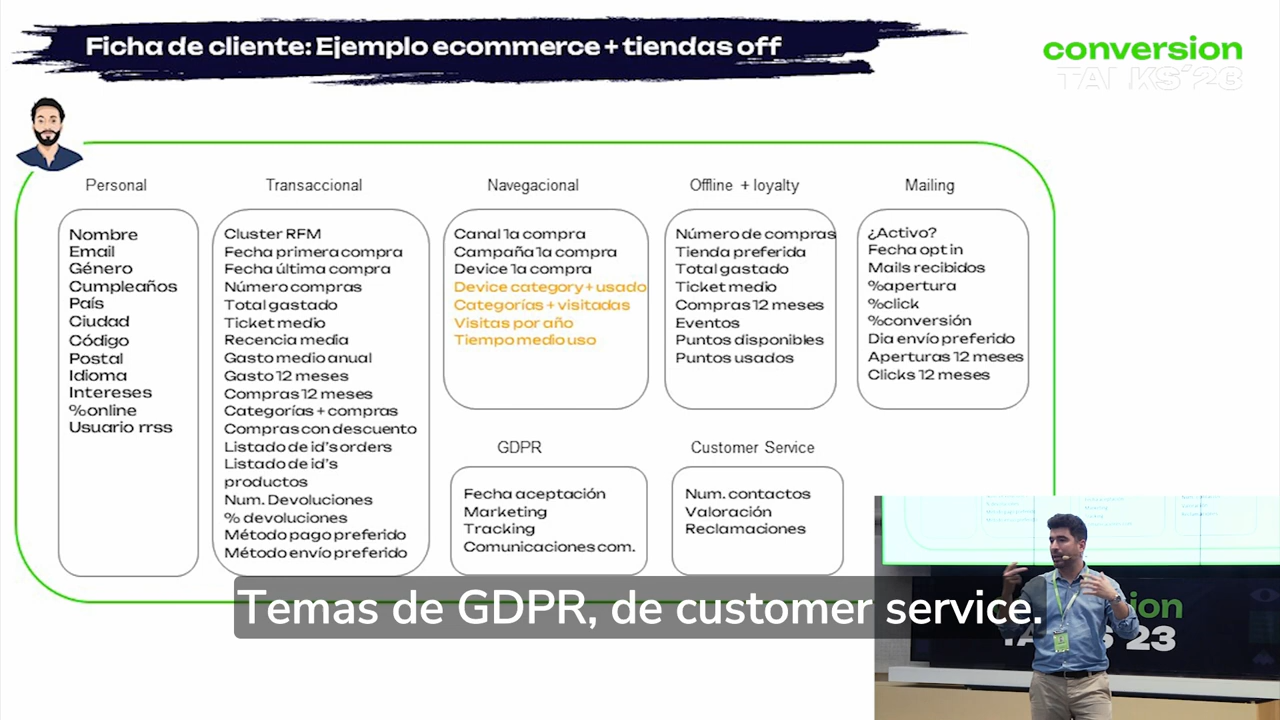 Ficha de cliente: Ejemplo ecommerce + tiendas off
conversion
TALKS'23
Personal
Nombre
Email
Género
Cumpleaños
País
Ciudad
Código
Postal
Idioma
Intereses
%online
Usuario rrss
Transaccional
Cluster RFM
Fecha primera compra
Fecha última compra
Número compras
Total gastado
Ticket medio
Recencia media
Gasto medio anual
Gasto 12 meses
Compras 12 meses
Categorías + compras
Compras con descuento
Listado de id's orders
Listado de id's
productos
Num. Devoluciones
% devoluciones
Método pago preferido
Método envío preferido
Navegacional
Canal 1a compra
Campaña 1a compra
Device 1a compra
Device category + usado
Categorías + visitadas
Visitas por año
Tiempo medio uso
Offline + loyalty
Número de compras
Tienda preferida
Total gastado
Ticket medio
Compras 12 meses
Eventos
Puntos disponibles
Puntos usados
Mailing
¿Activo?
Fecha opt in
Mails recibidos
%apertura
%click
%conversión
Dia envío preferido
Aperturas 12 meses
Clicks 12 meses
GDPR
Fecha aceptación
Marketing
Tracking
Comunicaciones com.
Customer Service
Num. contactos
Valoración
Reclamaciones
Temas de GDPR, de customer service.